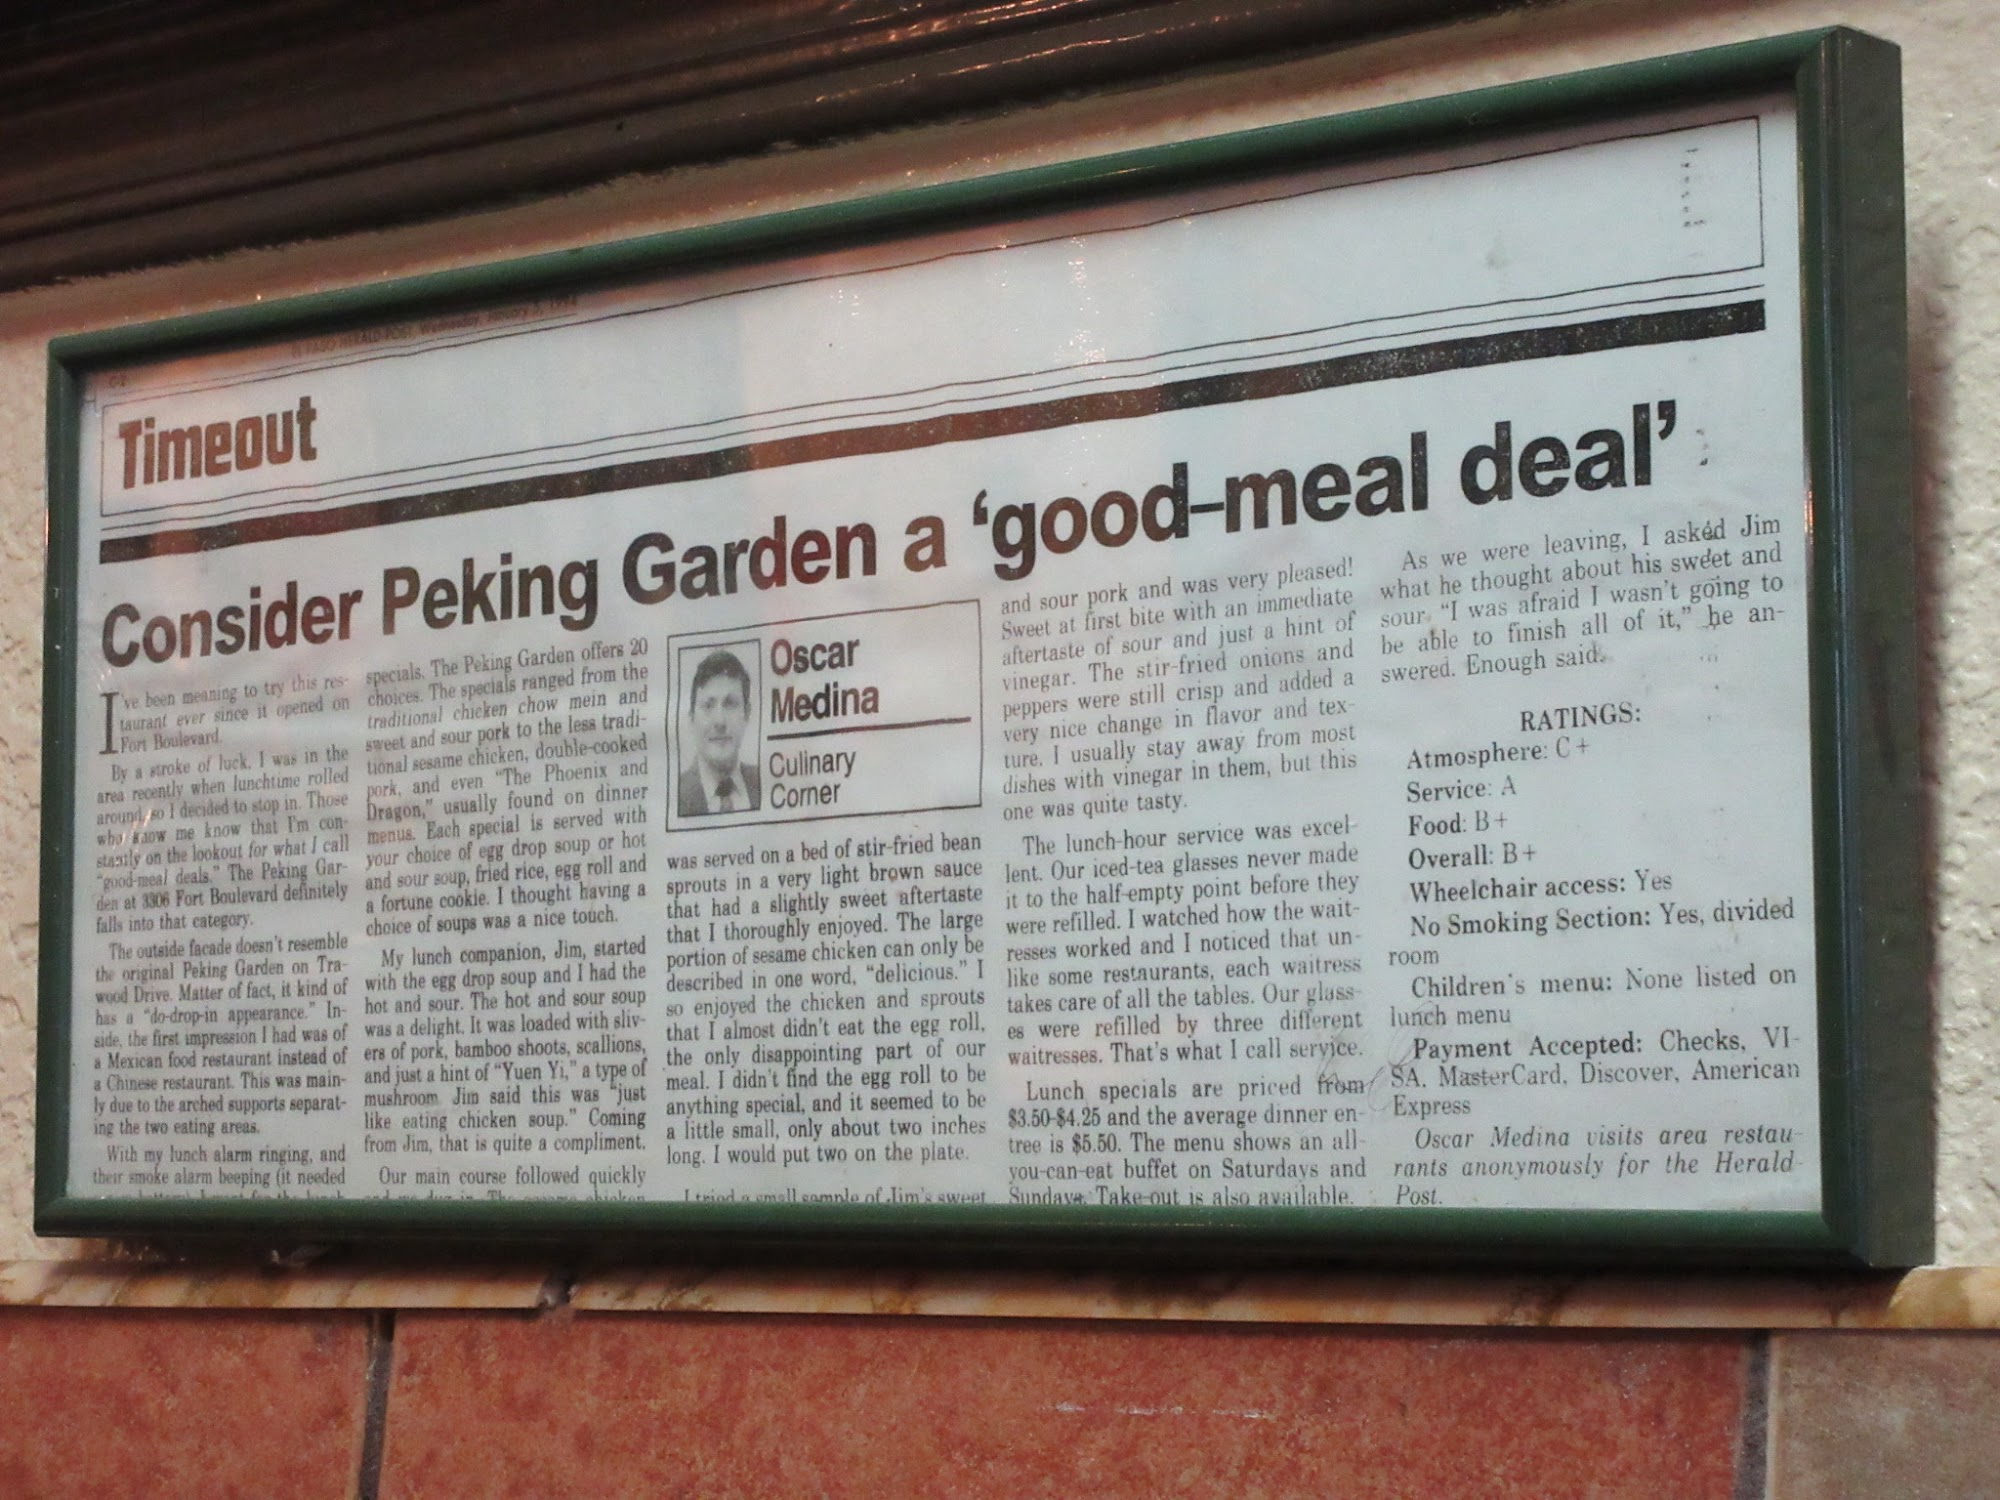 EL PASO HERALD-POST, Wednesday, January 5, 1994
C-2
Timeout
Consider Peking Garden a ‘good-meal deal’
I've been meaning to try this res-
taurant ever since it opened on
Fort Boulevard.
By a stroke of luck, I was in the
area recently when lunchtime rolled
around, so I decided to stop in. Those
who know me know that I'm con-
stantly on the lookout for what I call
"good-meal deals." The Peking Gar-
den at 3306 Fort Boulevard definitely
falls into that category.
The outside facade doesn't resemble
the original Peking Garden on Tra-
wood Drive. Matter of fact, it kind of
has a "do-drop-in appearance." In-
side, the first impression I had was of
a Mexican food restaurant instead of
a Chinese restaurant. This was main-
ly due to the arched supports separat-
ing the two eating areas.
With my lunch alarm ringing, and
their smoke alarm beeping (it needed
specials. The Peking Garden offers 20
choices. The specials ranged from the
traditional chicken chow mein and
sweet and sour pork to the less tradi-
tional sesame chicken, double-cooked
pork, and even "The Phoenix and
Dragon," usually found on dinner
menus. Each special is served with
your choice of egg drop soup or hot
and sour soup, fried rice, egg roll and
a fortune cookie. I thought having a
choice of soups was a nice touch.
My lunch companion, Jim, started
with the egg drop soup and I had the
hot and sour. The hot and sour soup
was a delight. It was loaded with sliv-
ers of pork, bamboo shoots, scallions,
and just a hint of "Yuen Yi," a type of
mushroom. Jim said this was "just
like eating chicken soup." Coming
from Jim, that is quite a compliment.
Our main course followed quickly
and we dug in. The sesame chicken
Oscar
Medina
Culinary
Corner
was served on a bed of stir-fried bean
sprouts in a very light brown sauce
that had a slightly sweet aftertaste
that I thoroughly enjoyed. The large
portion of sesame chicken can only be
described in one word, "delicious." I
so enjoyed the chicken and sprouts
that I almost didn't eat the egg roll,
the only disappointing part of our
meal. I didn't find the egg roll to be
anything special, and it seemed to be
a little small, only about two inches
long. I would put two on the plate.
I tried a small sample of Jim's sweet
and sour pork and was very pleased!
Sweet at first bite with an immediate
aftertaste of sour and just a hint of
vinegar. The stir-fried onions and
peppers were still crisp and added a
very nice change in flavor and tex-
ture. I usually stay away from most
dishes with vinegar in them, but this
one was quite tasty.
The lunch-hour service was excel-
lent. Our iced-tea glasses never made
it to the half-empty point before they
were refilled. I watched how the wait-
resses worked and I noticed that un-
like some restaurants, each waitress
takes care of all the tables. Our glass-
es were refilled by three different
waitresses. That's what I call service.
Lunch specials are priced from
$3.50-$4.25 and the average dinner en-
tree is $5.50. The menu shows an all-
you-can-eat buffet on Saturdays and
Sundays. Take-out is also available.
As we were leaving, I asked Jim
what he thought about his sweet and
sour. "I was afraid I wasn't going to
be able to finish all of it," he an-
swered. Enough said.
RATINGS:
Atmosphere: C+
Service: A
Food: B+
Overall: B+
Wheelchair access: Yes
No Smoking Section: Yes, divided
room
Children's menu: None listed on
lunch menu
Payment Accepted: Checks, VI-
SA, MasterCard, Discover, American
Express
Oscar Medina visits area restau-
rants anonymously for the Herald-
Post.